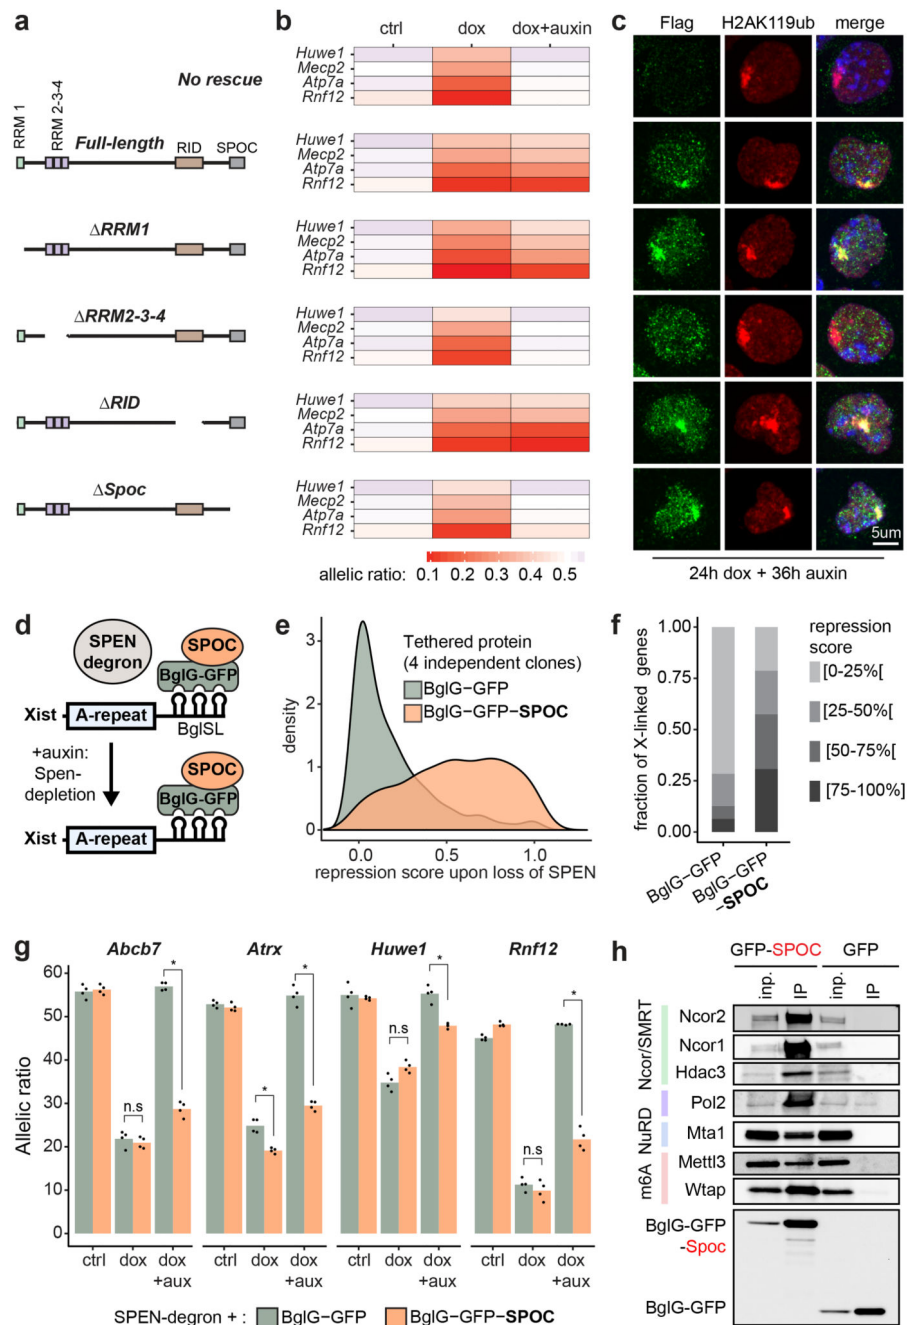 a
No rescue
RRM 1
RRM 2-3-4
Full-length
RID
SPOC
ΔRRM1
ΔRRM2-3-4
ΔRID
ΔSpoc
b
ctrl dox dox+auxin
Huwe1
Mecp2
Atp7a
Rnf12
Huwe1
Mecp2
Atp7a
Rnf12
Huwe1
Mecp2
Atp7a
Rnf12
Huwe1
Mecp2
Atp7a
Rnf12
Huwe1
Mecp2
Atp7a
Rnf12
Huwe1
Mecp2
Atp7a
Rnf12
allelic ratio: 0.1 0.2 0.3 0.4 0.5
c
Flag H2AK119ub merge
5um
24h dox + 36h auxin
d
SPEN
degron
SPOC
BglG-GFP
Xist A-repeat
BglSL
+auxin:
Spen-
depletion
SPOC
BglG-GFP
Xist A-repeat
e
Tethered protein
(4 independent clones)
BglG−GFP
BglG−GFP−SPOC
density
3
2
1
0
0.0 0.5 1.0
repression score upon loss of SPEN
f
fraction of X-linked genes
1.00
0.75
0.50
0.25
0.00
BglG−GFP
BglG−GFP
-SPOC
repression
score
[0-25%[
[25-50%[
[50-75%[
[75-100%]
g
Abcb7 Atrx Huwe1 Rnf12
Allelic ratio
60
50
40
30
20
10
0
n.s * * * n.s * n.s *
ctrl dox dox
+aux
ctrl dox dox
+aux
ctrl dox dox
+aux
ctrl dox dox
+aux
SPEN-degron + : BglG−GFP BglG−GFP−SPOC
h
GFP-SPOC GFP
inp. IP inp. IP
Ncor/SMRT
Ncor2
Ncor1
Hdac3
Pol2
NuRD
Mta1
m6A
Mettl3
Wtap
BglG-GFP
-Spoc
BglG-GFP